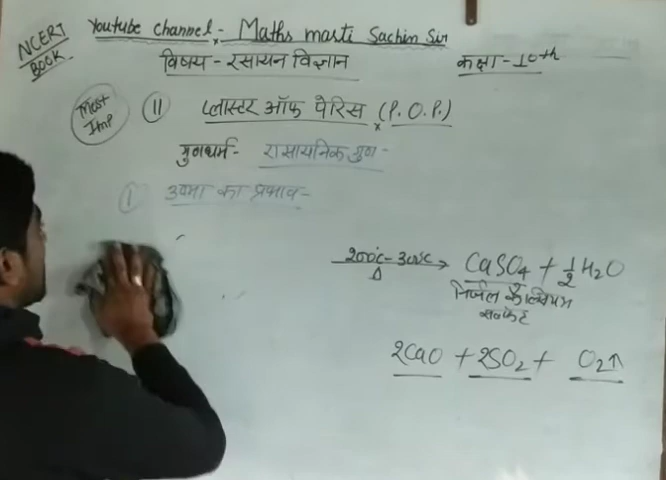 NCERT BOOK
Youtube channel - Maths masti Sachin Sir
विषय - रसायन विज्ञान कक्षा - 10th
Most Imp
11 प्लास्टर ऑफ पेरिस (P.O.P.)
गुणधर्म - रासायनिक गुण -
1 उष्मा का प्रभाव -
200°c - 300°c Δ → CaSO₄ + 1/2 H₂O
निर्जल कैल्शियम
सल्फेट
2CaO + 2SO₂ + O₂↑